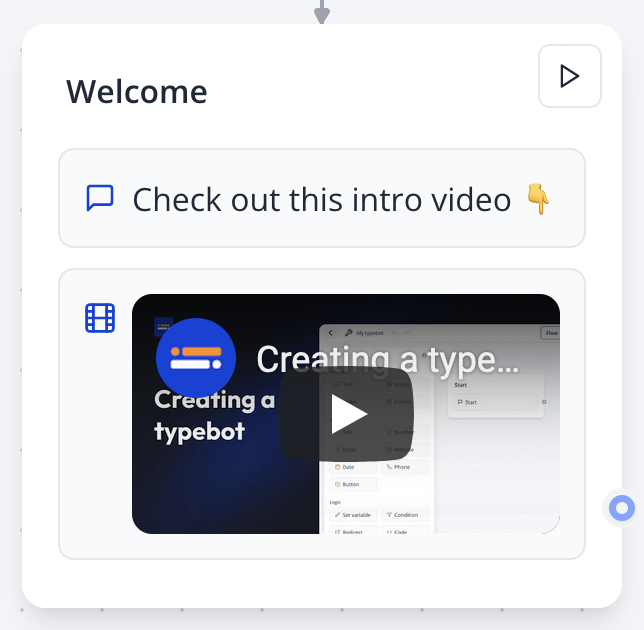 Welcome
Check out this intro video 👇
Creating a type...
Creating a
typebot
My typebot
Flow
Start
Start
Date
Phone
Button
Logic
Set variable
Condition
Redirect
Code